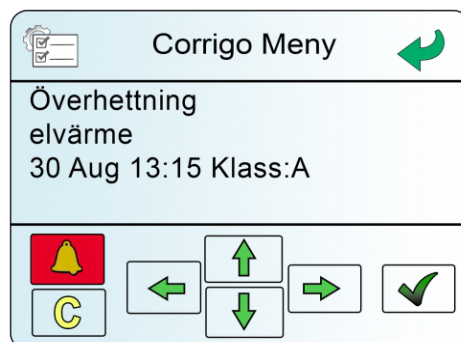 Corrigo Meny
Överhettning
elvärme
30 Aug 13:15 Klass:A
C